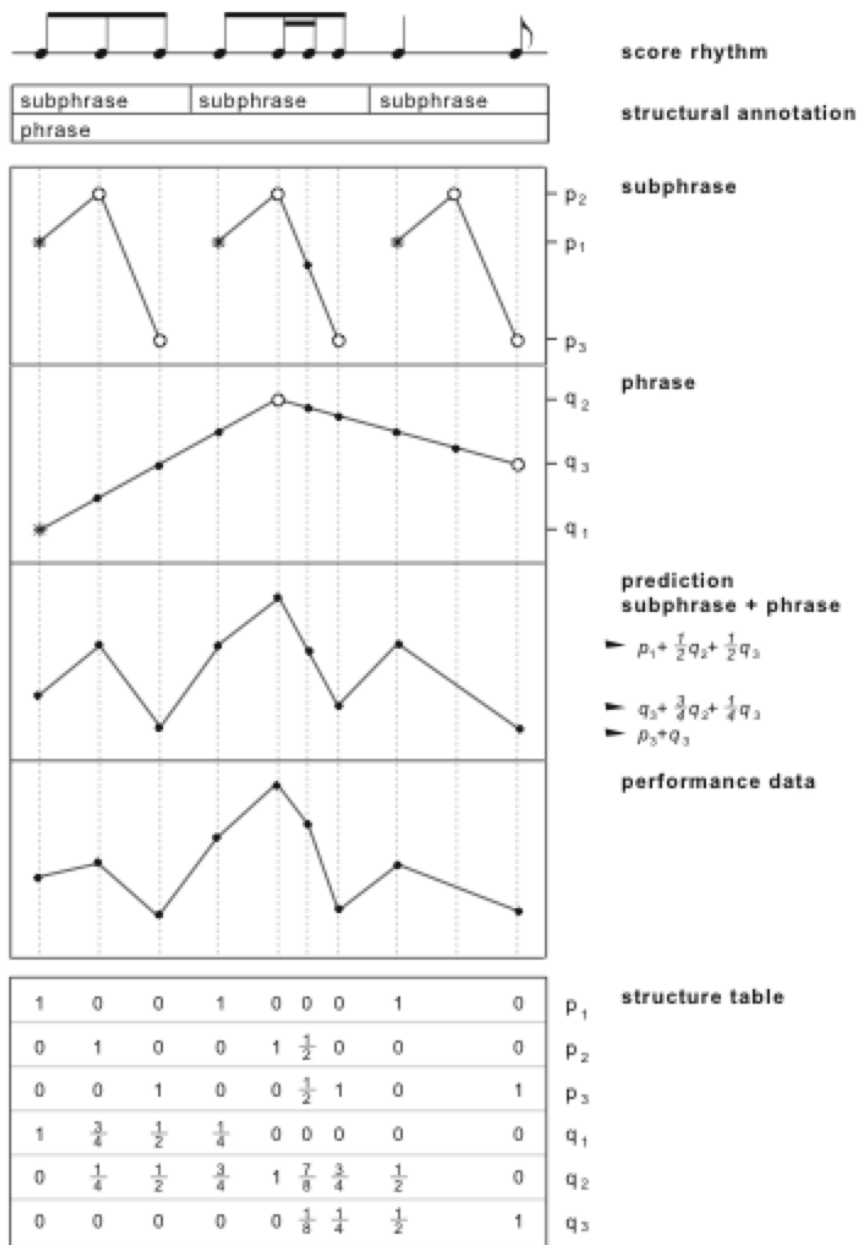 score rhythm
subphrase subphrase subphrase
phrase
structural annotation
subphrase
p₂
p₁
p₃
phrase
q₂
q₃
q₁
prediction
subphrase + phrase
► p₁+ ½q₂+ ½q₃
► q₃+ ¾q₂+ ¼q₃
► p₃+q₃
performance data
structure table
1 0 0 1 0 0 0 1 0 p₁
0 1 0 0 1 ½ 0 0 0 p₂
0 0 1 0 0 ½ 1 0 1 p₃
1 ¾ ½ ¼ 0 0 0 0 0 q₁
0 ¼ ½ ¾ 1 ⅞ ¾ ½ 0 q₂
0 0 0 0 0 ⅛ ¼ ½ 1 q₃